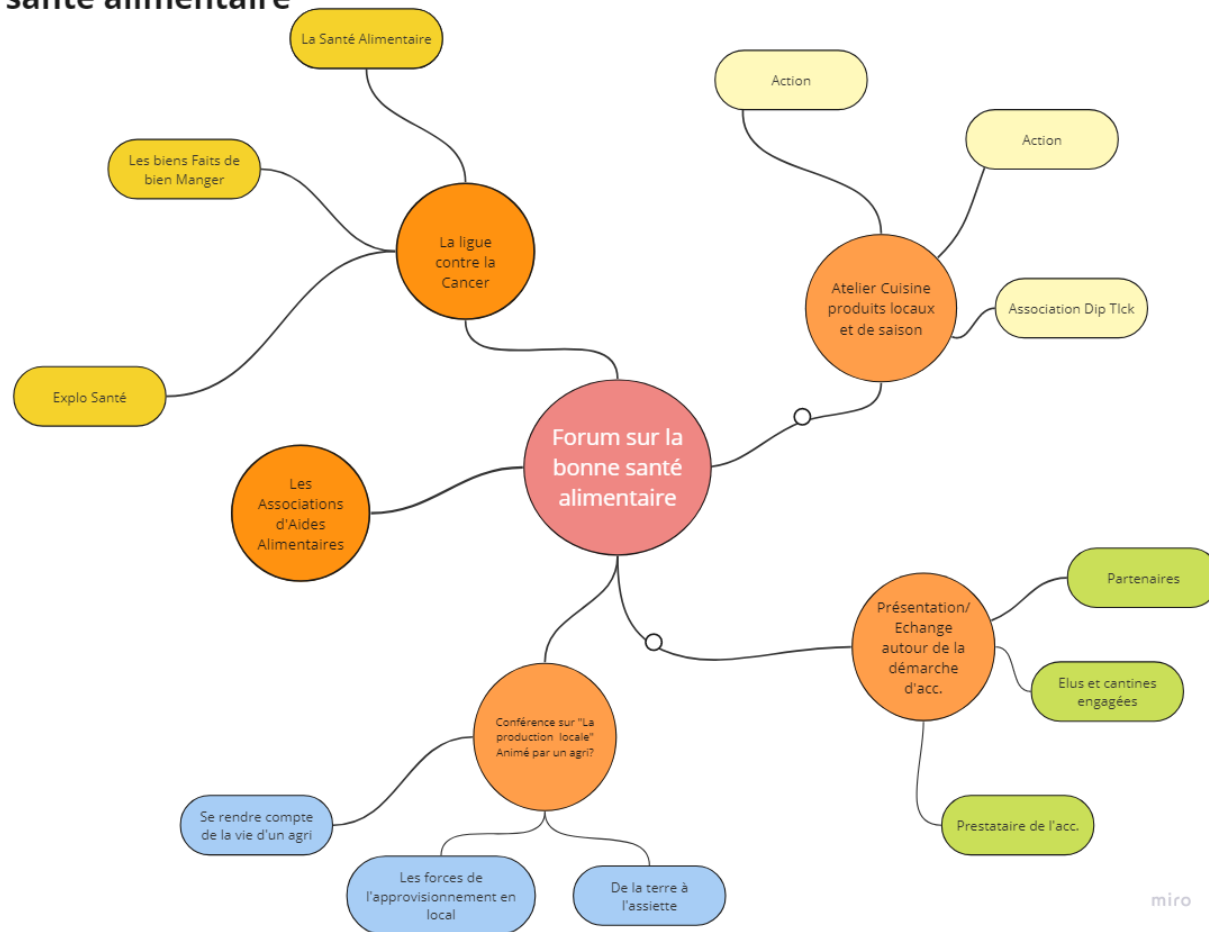 santé alimentaire
La Santé Alimentaire
Les biens Faits de
bien Manger
Explo Santé
La ligue
contre la
Cancer
Les
Associations
d'Aides
Alimentaires
Forum sur la
bonne santé
alimentaire
Action
Action
Association Dip TIck
Atelier Cuisine
produits locaux
et de saison
Présentation/
Echange
autour de la
démarche
d'acc.
Partenaires
Elus et cantines
engagées
Prestataire de l'acc.
Conférence sur "La
production locale"
Animé par un agri?
Se rendre compte
de la vie d'un agri
Les forces de
l'approvisionnement en
local
De la terre à
l'assiette
miro